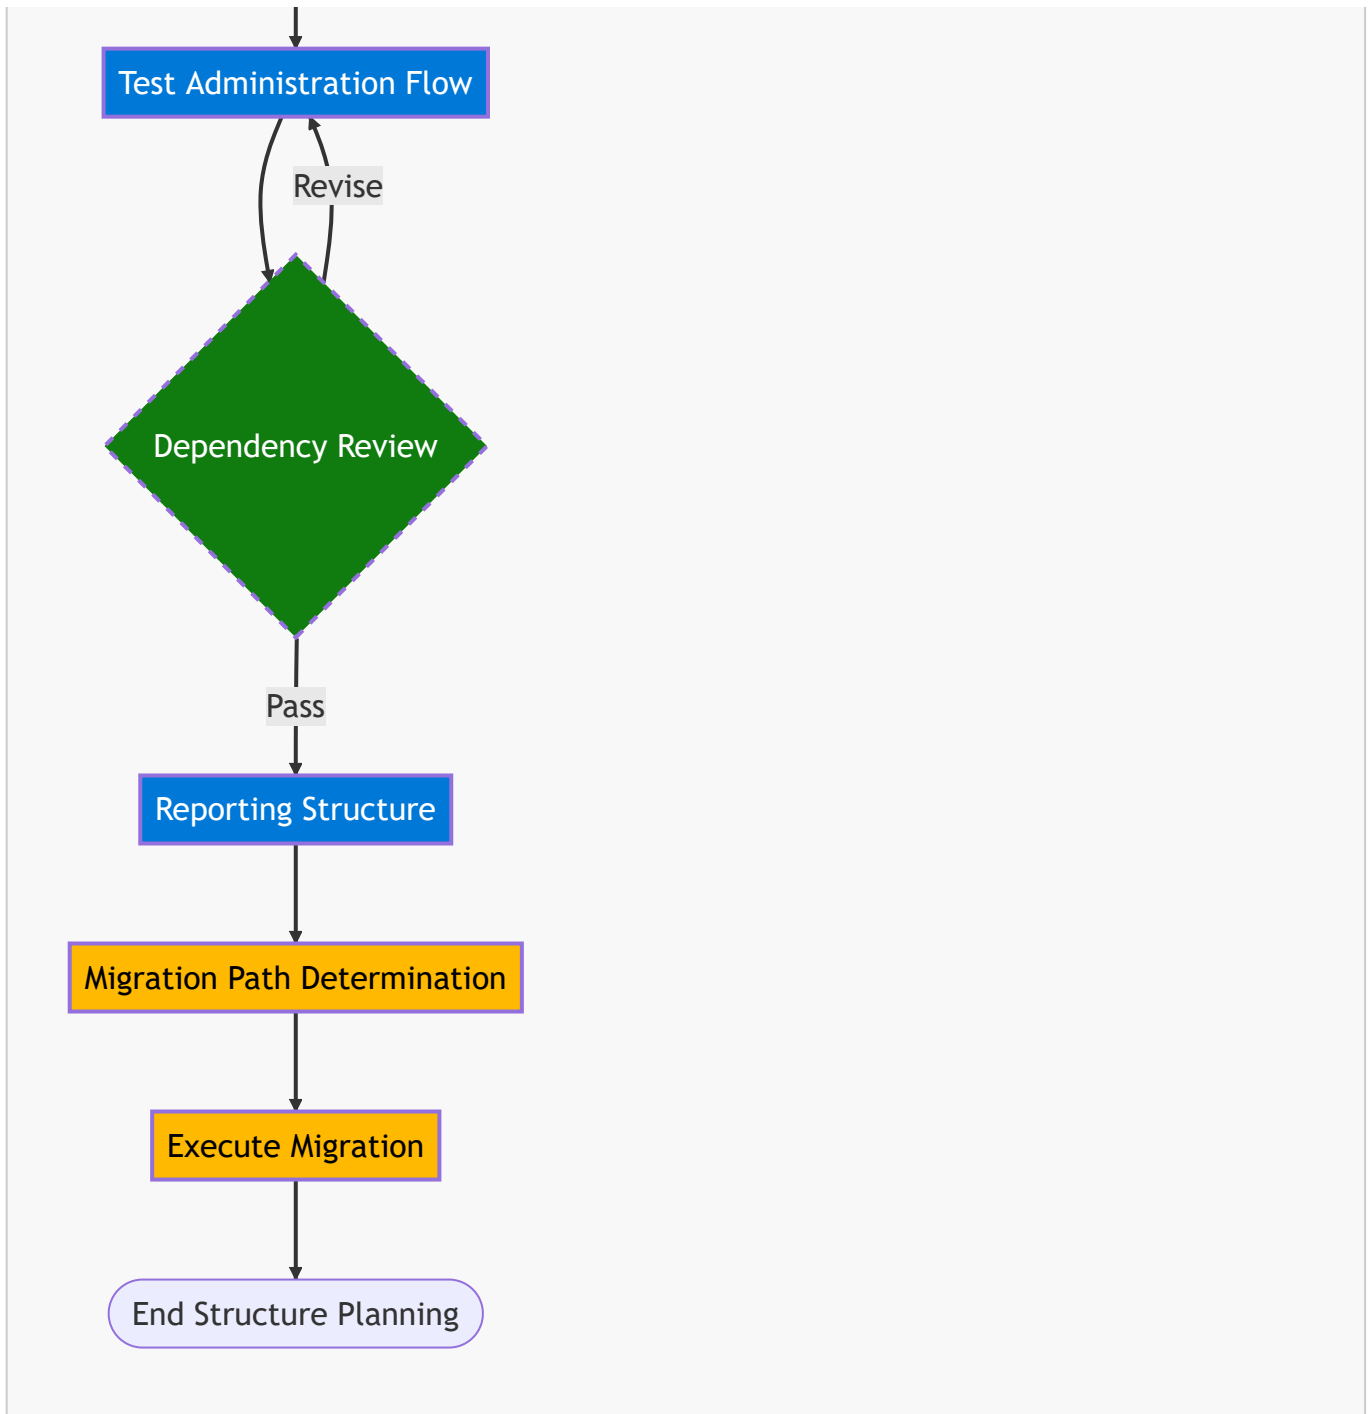 Test Administration Flow
Revise
Dependency Review
Pass
Reporting Structure
Migration Path Determination
Execute Migration
End Structure Planning